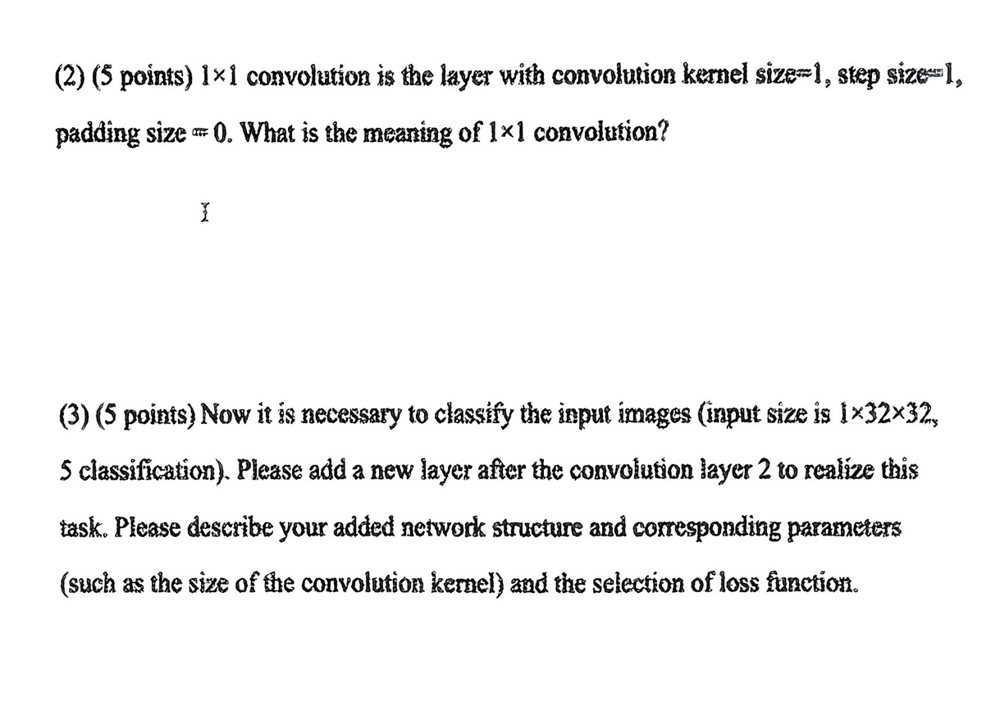 (2) (5 points) 1×1 convolution is the layer with convolution kernel size=1, step size=1,
padding size = 0. What is the meaning of 1×1 convolution?
(3) (5 points) Now it is necessary to classify the input images (input size is 1×32×32,
5 classification). Please add a new layer after the convolution layer 2 to realize this
task. Please describe your added network structure and corresponding parameters
(such as the size of the convolution kernel) and the selection of loss function.